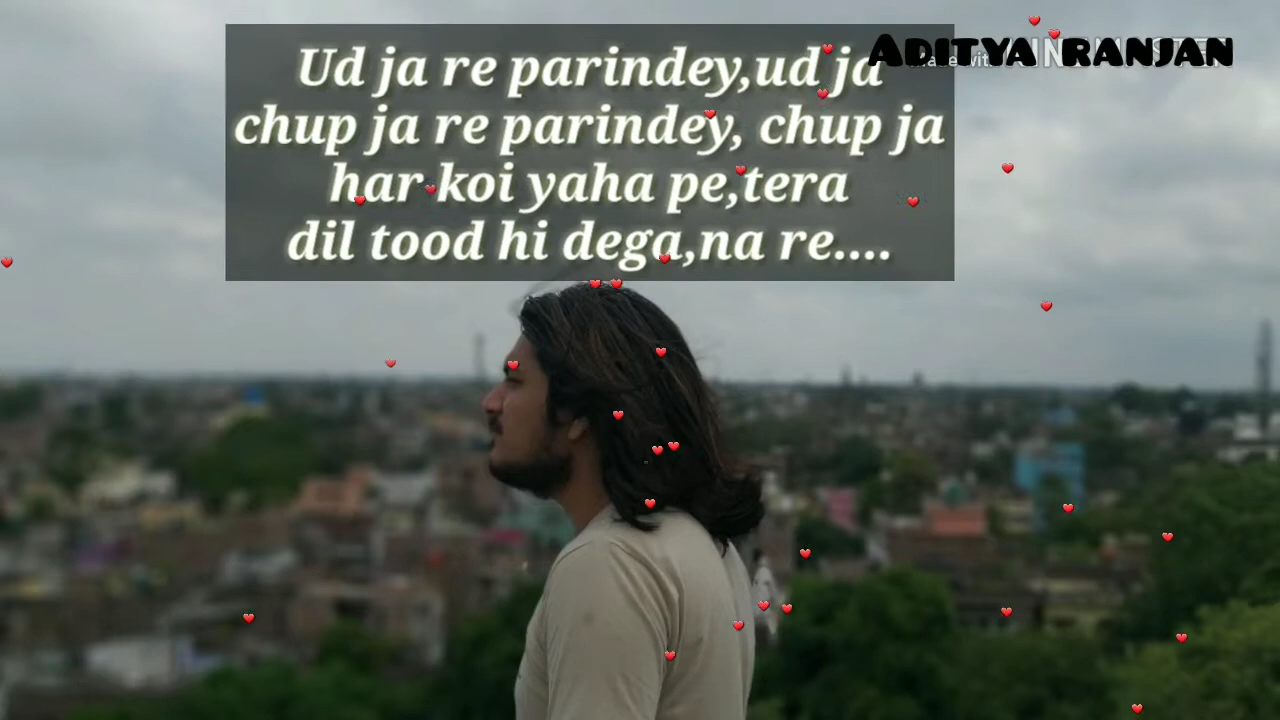 Ud ja re parindey,ud ja
chup ja re parindey, chup ja
har koi yaha pe,tera
dil tood hi dega,na re....
ADITYA RANJAN